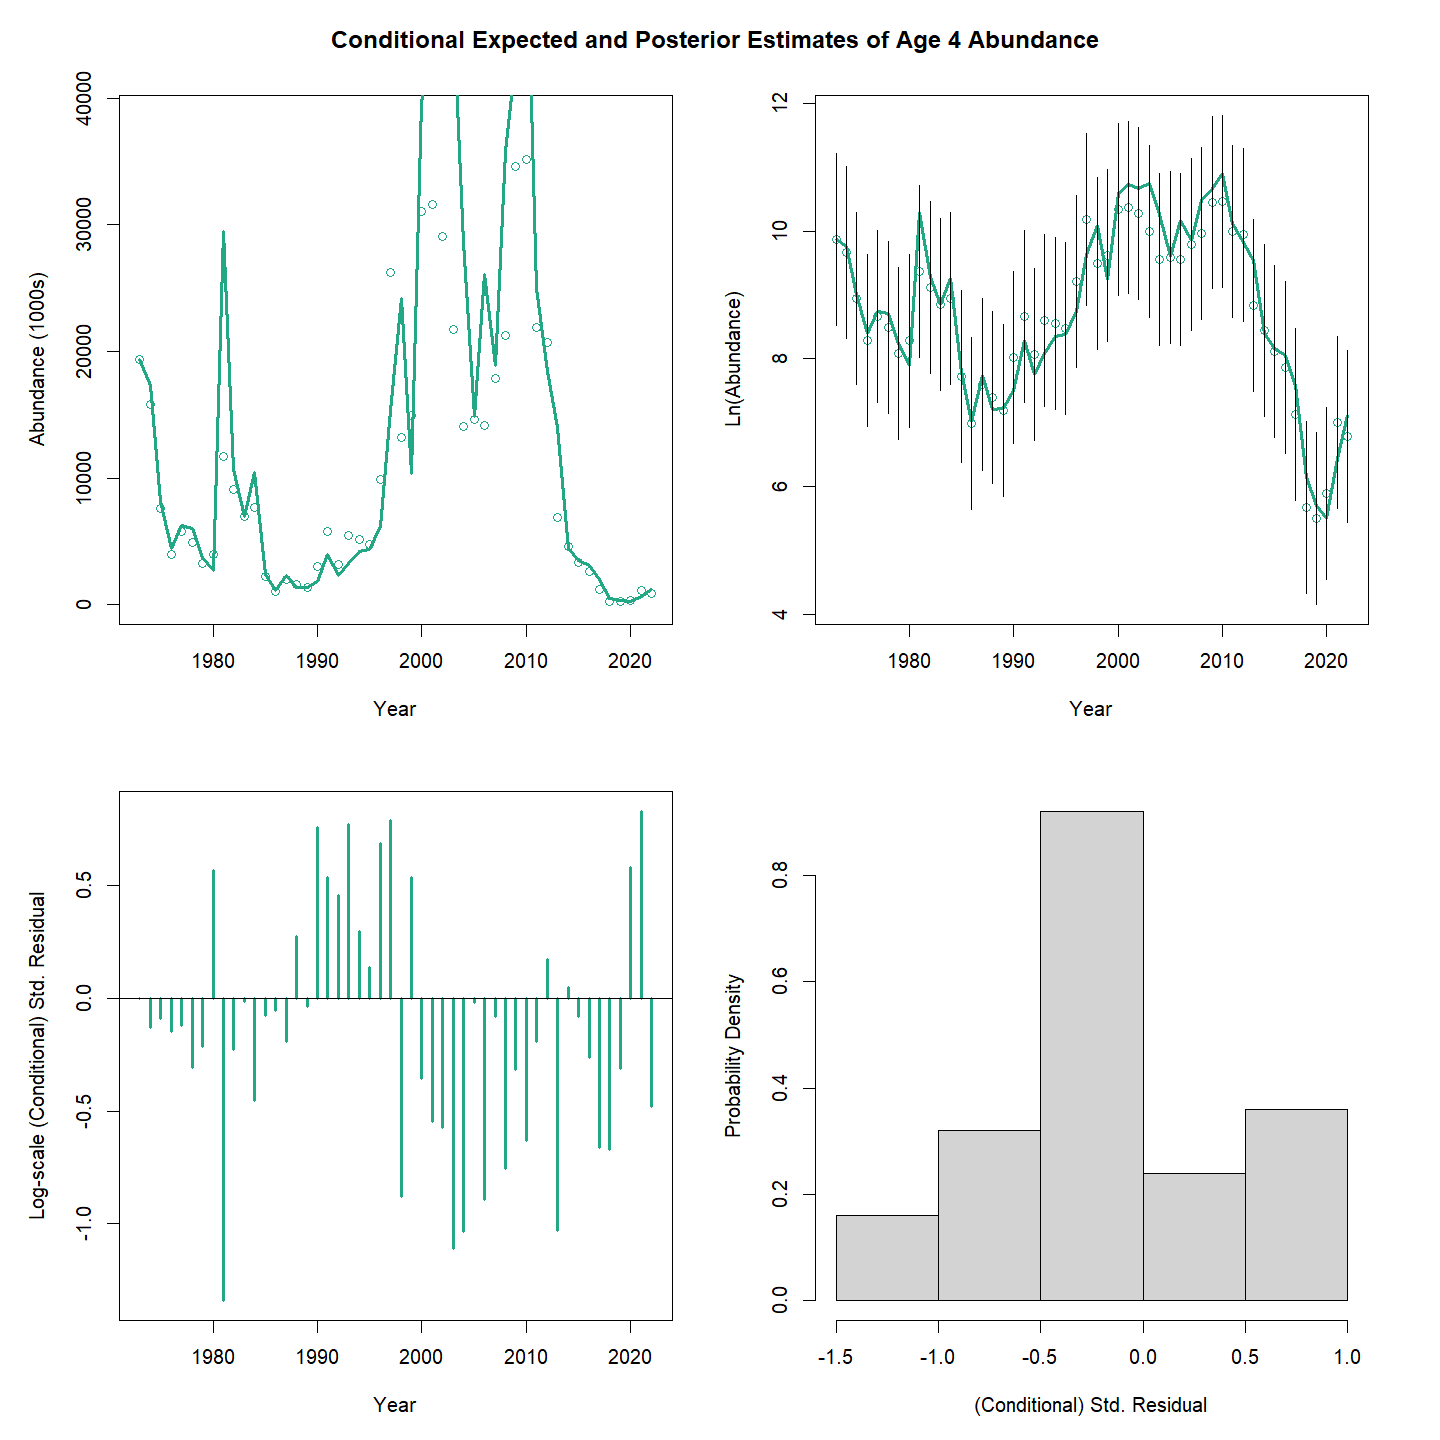 Conditional Expected and Posterior Estimates of Age 4 Abundance
Abundance (1000s)
40000
30000
20000
10000
0
1980 1990 2000 2010 2020
Year
Ln(Abundance)
12
10
8
6
4
1980 1990 2000 2010 2020
Year
Log-scale (Conditional) Std. Residual
0.5
0.0
-0.5
-1.0
1980 1990 2000 2010 2020
Year
Probability Density
0.8
0.6
0.4
0.2
0.0
-1.5 -1.0 -0.5 0.0 0.5 1.0
(Conditional) Std. Residual